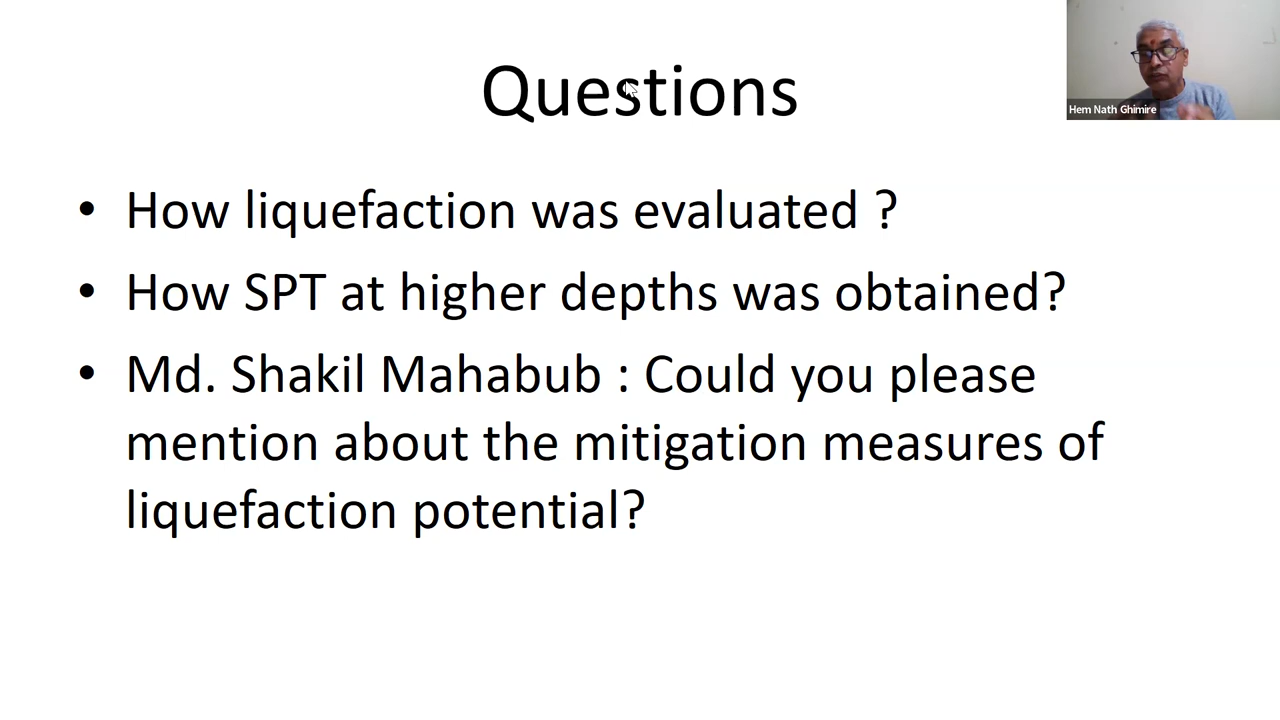 Questions
Hem Nath Ghimire
• How liquefaction was evaluated ?
• How SPT at higher depths was obtained?
• Md. Shakil Mahabub : Could you please
mention about the mitigation measures of
liquefaction potential?